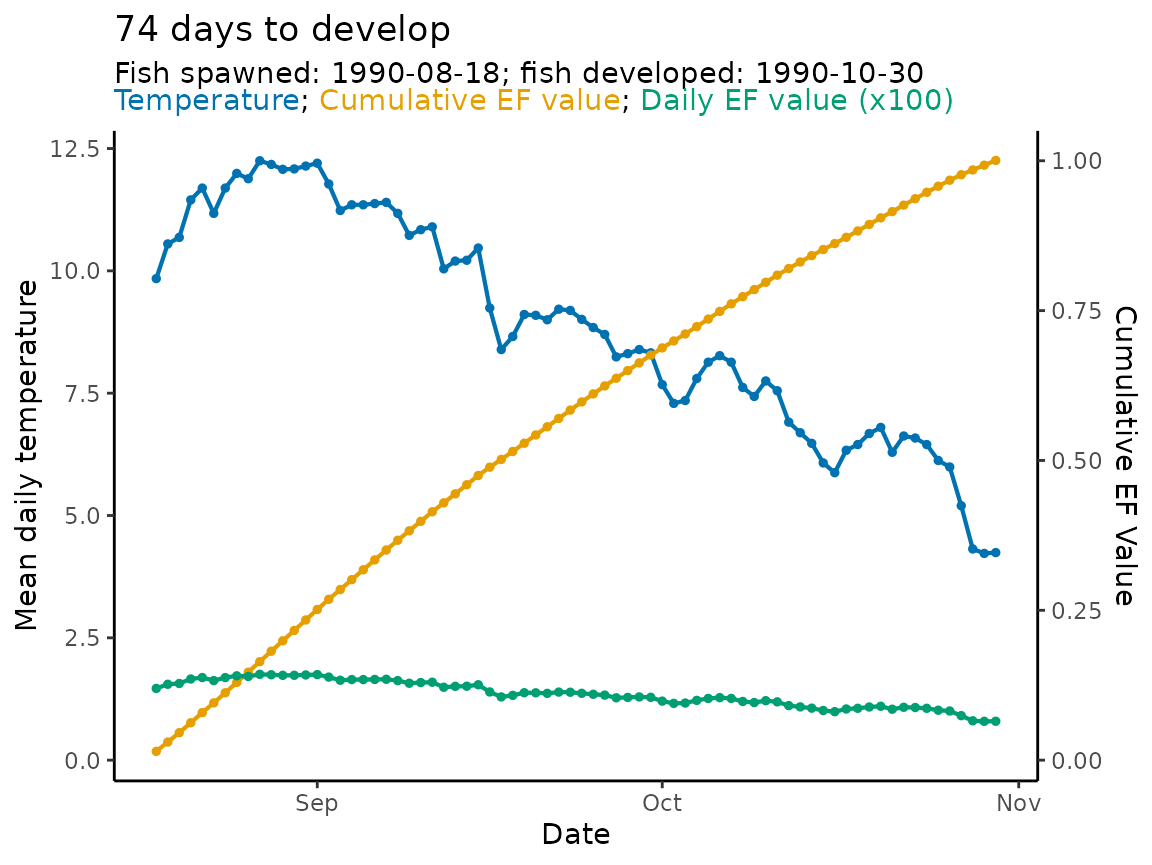 74 days to develop
Fish spawned: 1990-08-18; fish developed: 1990-10-30
Temperature; Cumulative EF value; Daily EF value (x100)
12.5
10.0
7.5
5.0
2.5
0.0
Mean daily temperature
1.00
0.75
0.50
0.25
0.00
Cumulative EF Value
Sep
Oct
Nov
Date